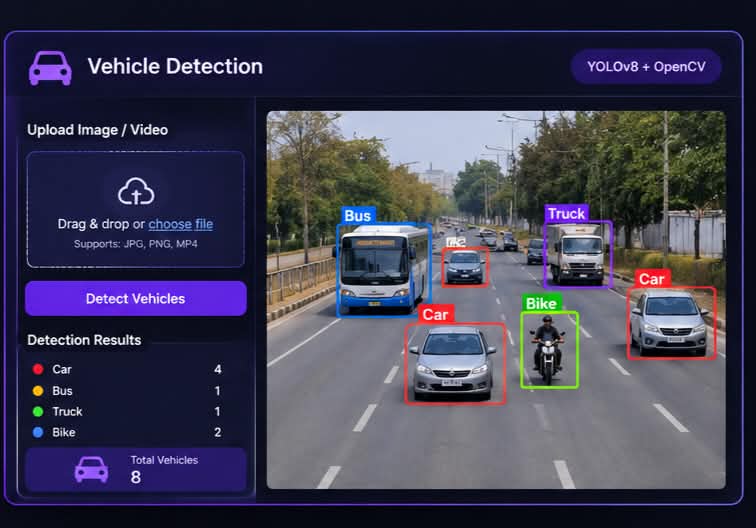 Vehicle Detection
YOLOv8 + OpenCV
Upload Image / Video
Drag & drop or choose file
Supports: JPG, PNG, MP4
Detect Vehicles
Detection Results
Car 4
Bus 1
Truck 1
Bike 2
Total Vehicles
8
Bus
Truck
Car
Bike
Car